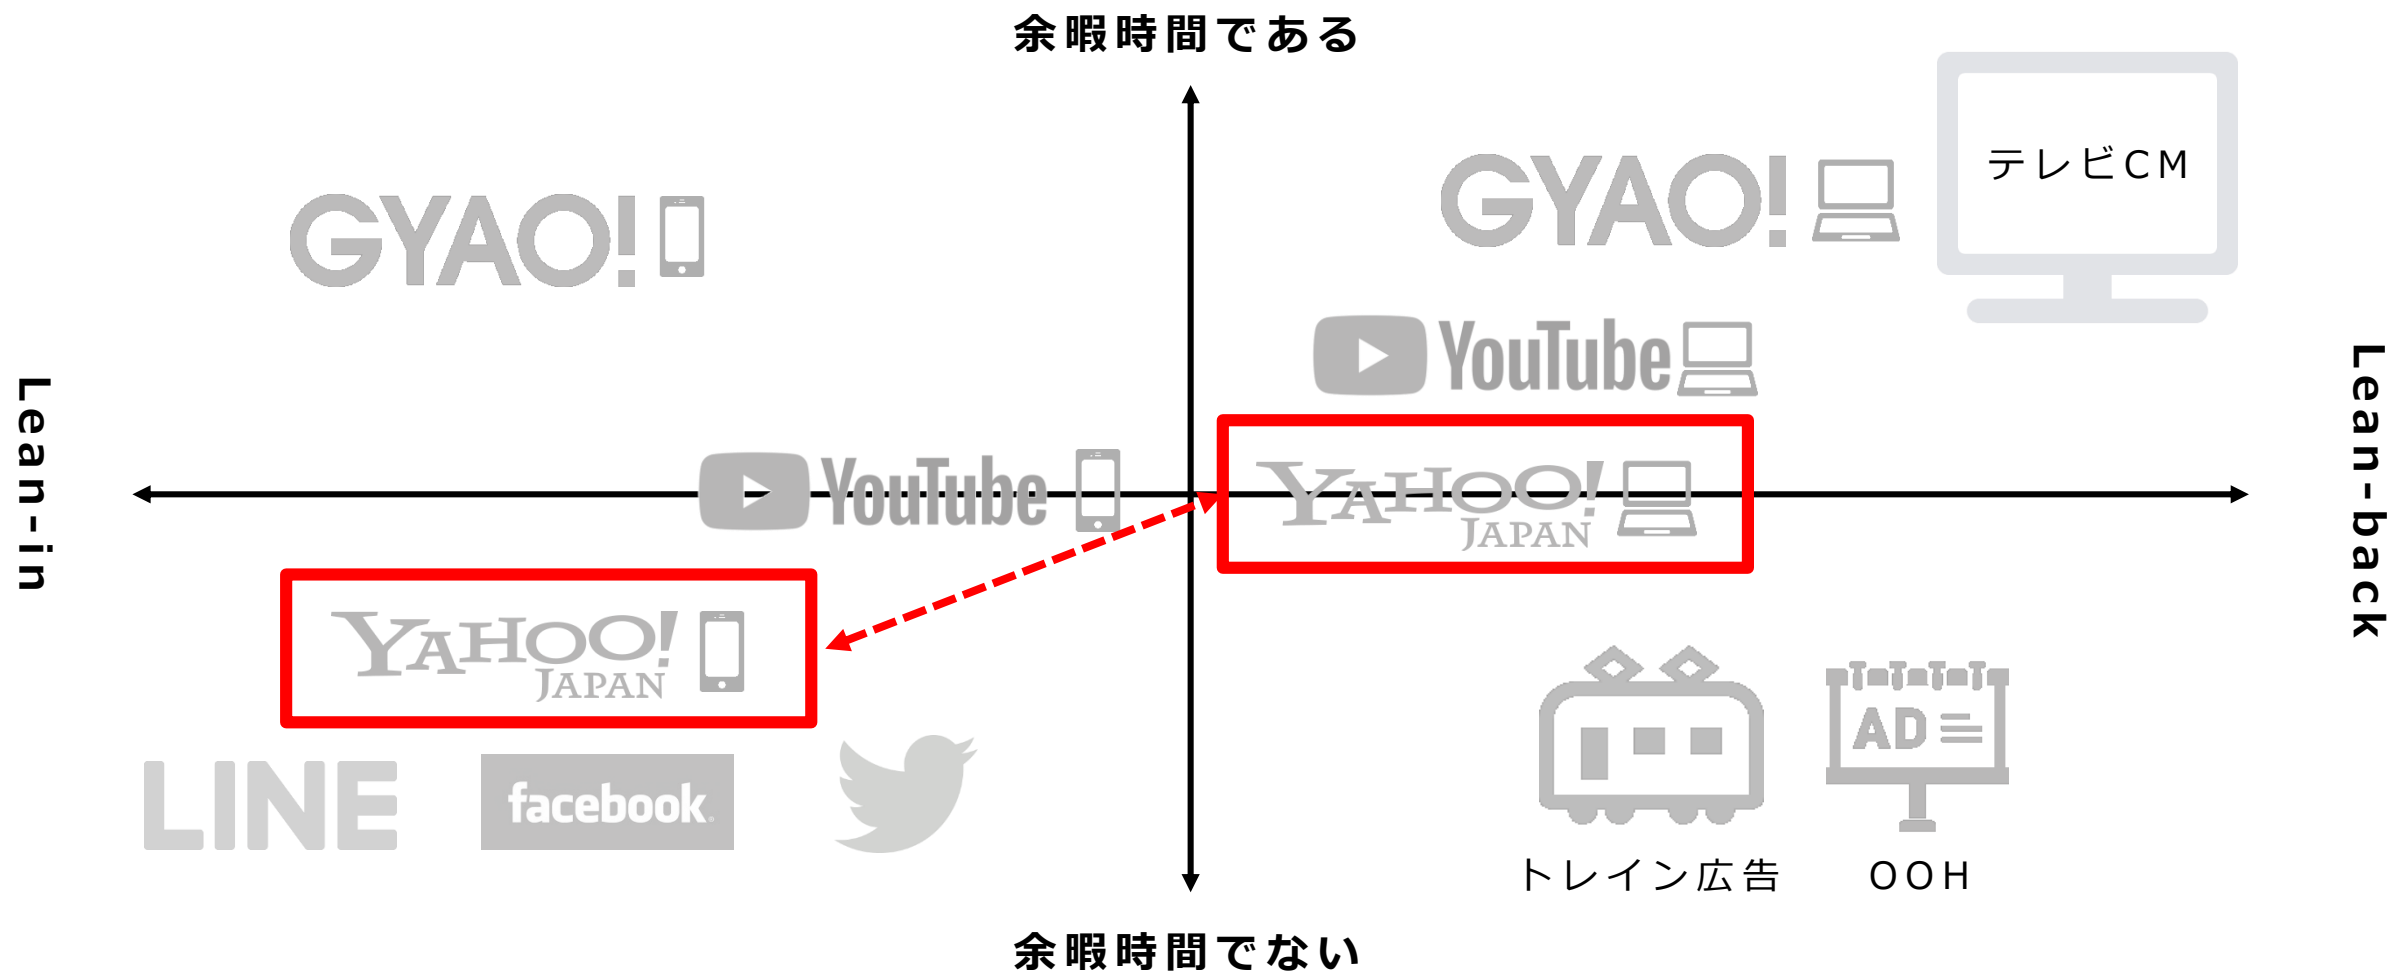 余暇時間である
テレビCM
GYAO!
GYAO!
YouTube
Lean-in
Lean-back
YouTube
YAHOO!
JAPAN
YAHOO!
JAPAN
LINE
facebook®
AD
トレイン広告
OOH
余暇時間でない